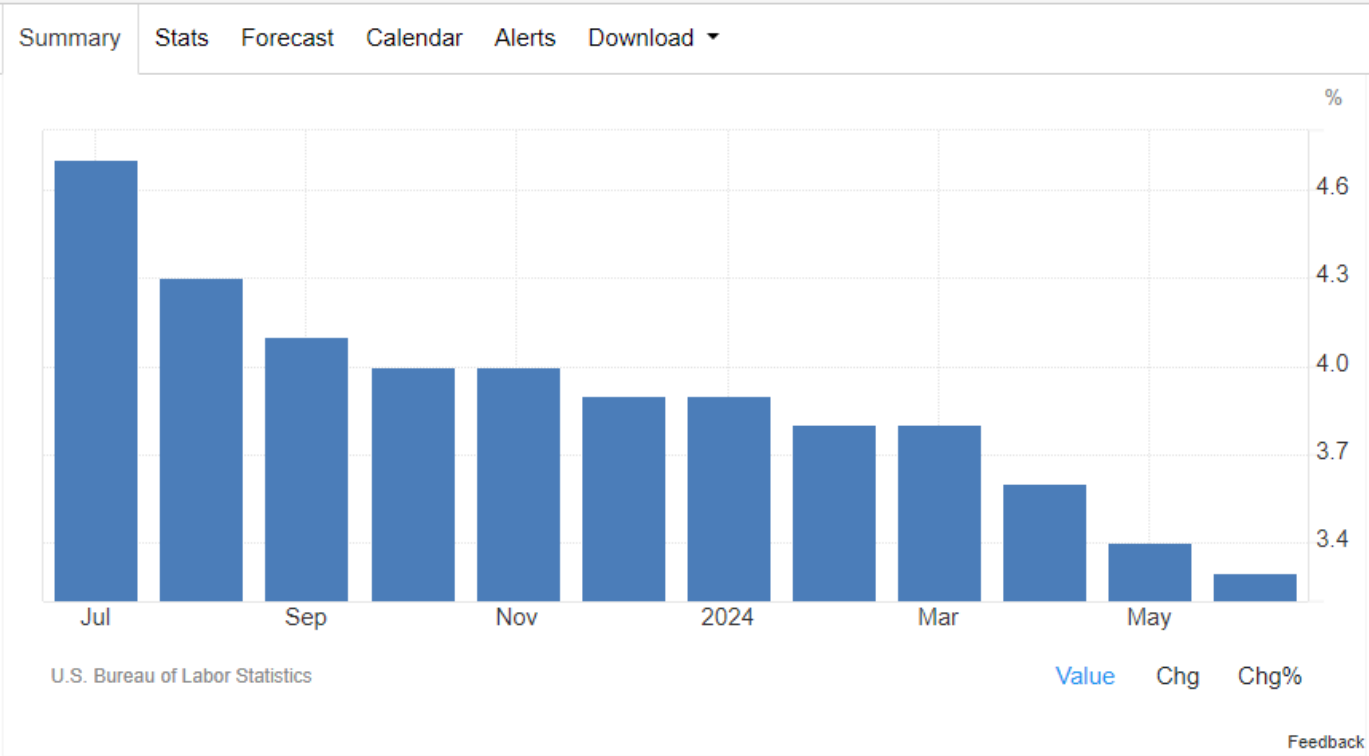 Summary Stats Forecast Calendar Alerts Download
%
4.6
4.3
4.0
3.7
3.4
Jul Sep Nov 2024 Mar May
U.S. Bureau of Labor Statistics Value Chg Chg%
Feedback